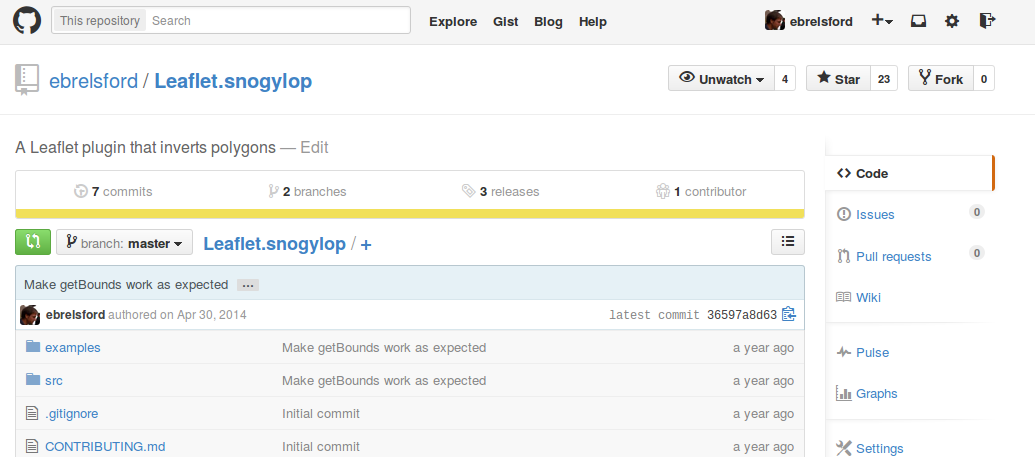 This repository Search Explore Gist Blog Help ebrelsford
ebrelsford / Leaflet.snogylop Unwatch 4 Star 23 Fork 0
A Leaflet plugin that inverts polygons — Edit
7 commits 2 branches 3 releases 1 contributor
branch: master Leaflet.snogylop / +
Make getBounds work as expected ...
ebrelsford authored on Apr 30, 2014 latest commit 36597a8d63
examples Make getBounds work as expected a year ago
src Make getBounds work as expected a year ago
.gitignore Initial commit a year ago
CONTRIBUTING.md Initial commit a year ago
Code
Issues 0
Pull requests 0
Wiki
Pulse
Graphs
Settings